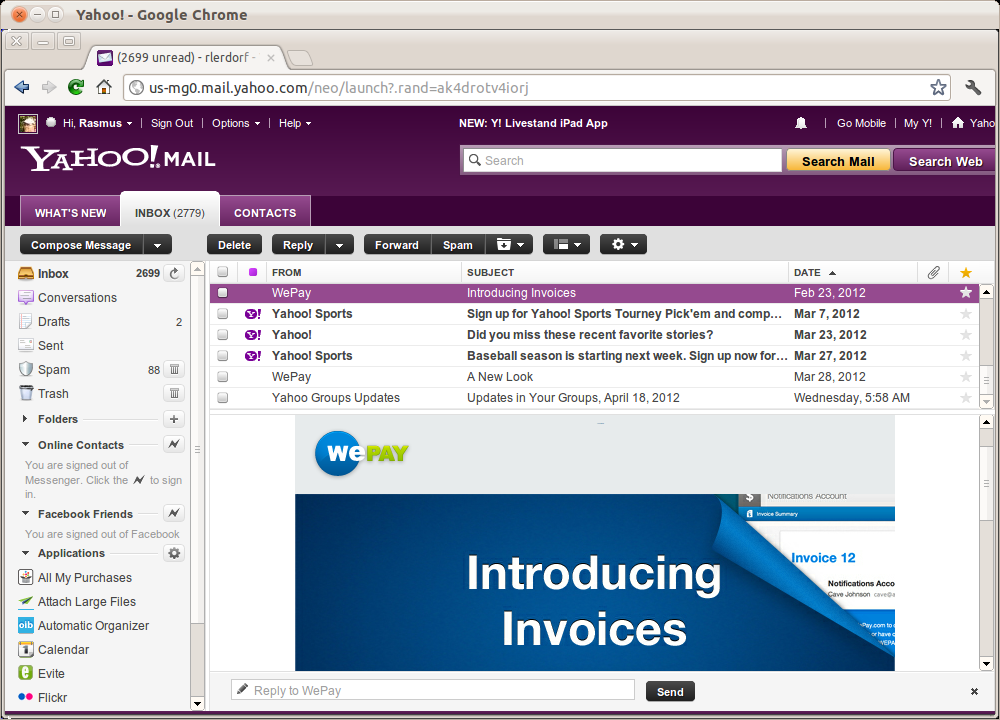 Yahoo! - Google Chrome
(2699 unread) - rlerdorf -
us-mg0.mail.yahoo.com/neo/launch?.rand=ak4drotv4iorj
Hi, Rasmus | Sign Out | Options | Help
NEW: Y! Livestand iPad App
Go Mobile | My Y! | Yaho
YAHOO! MAIL
Search
Search Mail
Search Web
WHAT'S NEW
INBOX (2779)
CONTACTS
Compose Message
Delete
Reply
Forward
Spam
Inbox 2699
Conversations
Drafts 2
Sent
Spam 88
Trash
Folders
Online Contacts
You are signed out of
Messenger. Click the to sign
in.
Facebook Friends
You are signed out of Facebook
Applications
All My Purchases
Attach Large Files
oib Automatic Organizer
Calendar
Evite
Flickr
FROM SUBJECT DATE
WePay Introducing Invoices Feb 23, 2012
Y! Yahoo! Sports Sign up for Yahoo! Sports Tourney Pick'em and comp... Mar 7, 2012
Y! Yahoo! Did you miss these recent favorite stories? Mar 23, 2012
Y! Yahoo! Sports Baseball season is starting next week. Sign up now for... Mar 27, 2012
WePay A New Look Mar 28, 2012
Yahoo Groups Updates Updates in Your Groups, April 18, 2012 Wednesday, 5:58 AM
wePAY
Notifications Account
Invoice Summary
Invoice 12
Notifications Acco
Cave Johnson cave@a
Introducing
Invoices
Reply to WePay
Send